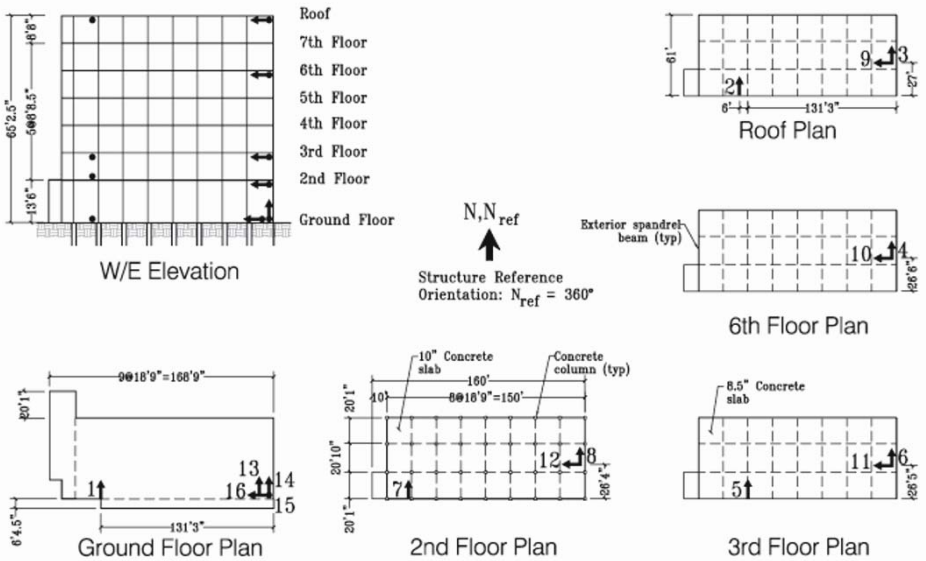 Roof
7th Floor
6th Floor
5th Floor
4th Floor
3rd Floor
2nd Floor
Ground Floor
8'8"
5@8'8.5"
65'2.5"
13'6"
W/E Elevation
N,Nref
Structure Reference
Orientation: Nref = 360°
61'
2
9
3
27'
6'
131'3"
Roof Plan
Exterior spandrel
beam (typ)
10
4
26'6"
6th Floor Plan
9@18'9"=168'9"
20'1"
1
13
14
16
15
6'4.5"
131'3"
Ground Floor Plan
10" Concrete
slab
Concrete
column (typ)
160'
10'
8@18'9"=150'
20'1"
20'10"
20'1"
12
8
7
26'4"
2nd Floor Plan
8.5" Concrete
slab
11
6
5
26'5"
3rd Floor Plan